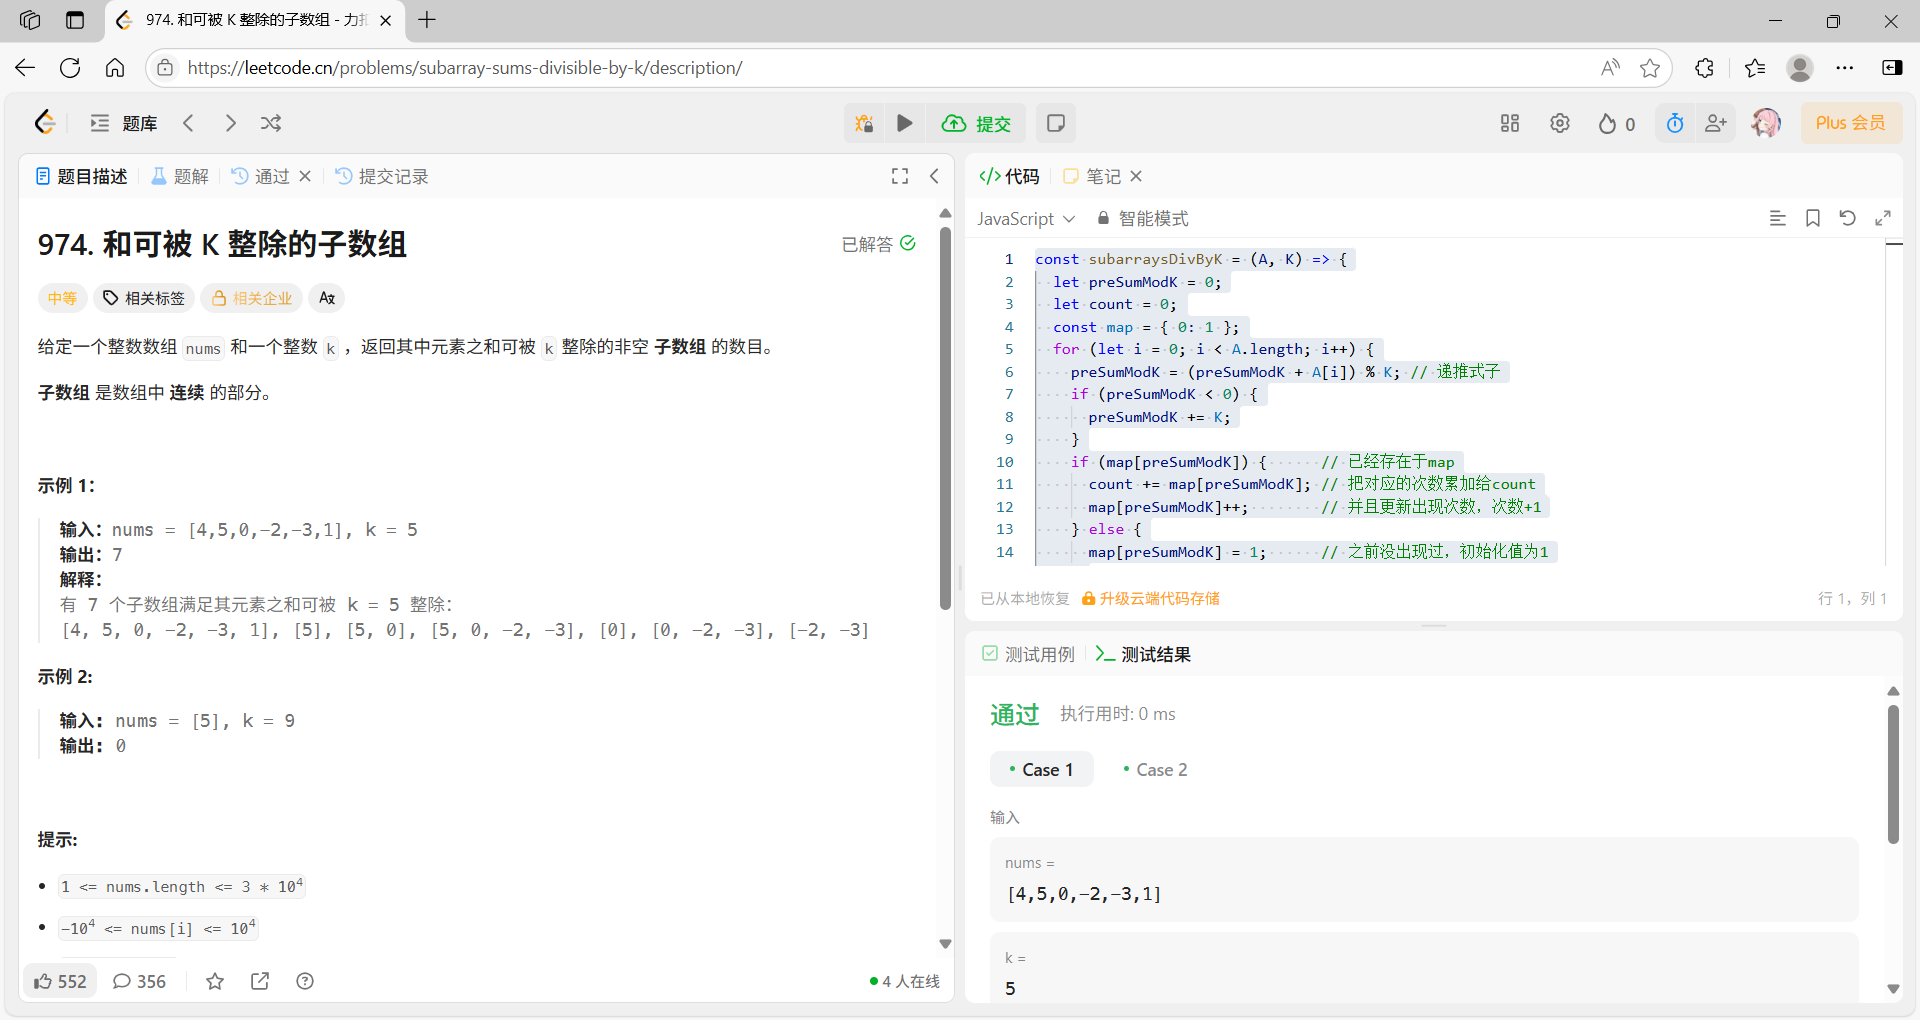 974. 和可被 K 整除的子数组 - 力扣
https://leetcode.cn/problems/subarray-sums-divisible-by-k/description/
题库
提交
0
Plus 会员
题目描述
题解
通过
提交记录
974. 和可被 K 整除的子数组
已解答
中等
相关标签
相关企业
给定一个整数数组 nums 和一个整数 k ，返回其中元素之和可被 k 整除的非空 子数组 的数目。
子数组 是数组中 连续 的部分。
示例 1：
输入：nums = [4,5,0,-2,-3,1], k = 5
输出：7
解释：
有 7 个子数组满足其元素之和可被 k = 5 整除：
[4, 5, 0, -2, -3, 1], [5], [5, 0], [5, 0, -2, -3], [0], [0, -2, -3], [-2, -3]
示例 2:
输入: nums = [5], k = 9
输出: 0
提示:
1 <= nums.length <= 3 * 10⁴
-10⁴ <= nums[i] <= 10⁴
552
356
4 人在线
代码
笔记
JavaScript
智能模式
1 const subarraysDivByK = (A, K) => {
2 let preSumModK = 0;
3 let count = 0;
4 const map = { 0: 1 };
5 for (let i = 0; i < A.length; i++) {
6 preSumModK = (preSumModK + A[i]) % K; // 递推式子
7 if (preSumModK < 0) {
8 preSumModK += K;
9 }
10 if (map[preSumModK]) { // 已经存在于map
11 count += map[preSumModK]; // 把对应的次数累加给count
12 map[preSumModK]++; // 并且更新出现次数，次数+1
13 } else {
14 map[preSumModK] = 1; // 之前没出现过，初始化值为1
已从本地恢复
升级云端代码存储
行 1，列 1
测试用例
测试结果
通过
执行用时: 0 ms
Case 1
Case 2
输入
nums =
[4,5,0,-2,-3,1]
k =
5